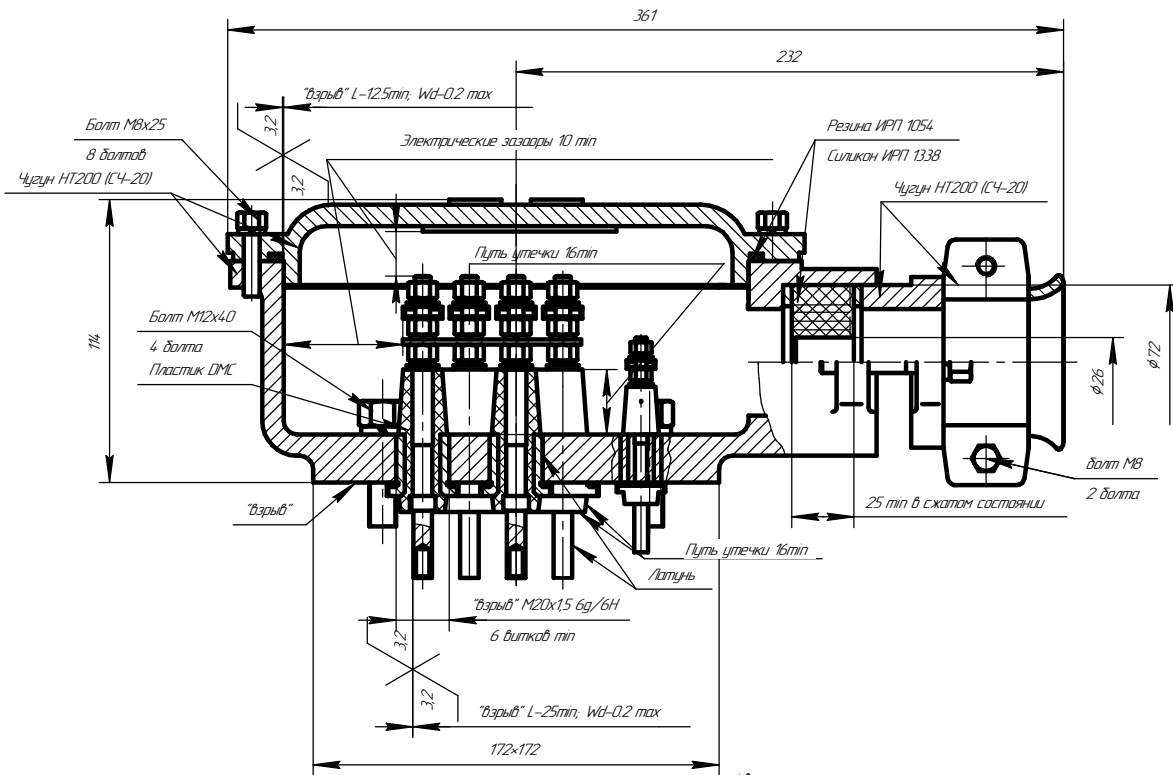 361
232
"взрыв" L-12.5min; Wd-0.2 max
Болт М8х25
8 болтов
3,2
3,2
Электрические зазоры 10 min
Резина ИРП 1054
Силикон ИРП 1338
Чугун НТ200 (СЧ-20)
Чугун НТ200 (СЧ-20)
Путь утечки 16min
114
Болт М12х40
4 болта
Пластик DMC
ϕ26
ϕ72
"взрыв"
болт М8
2 болта
25 min в сжатом состоянии
Путь утечки 16min
Латунь
"взрыв" М20х1,5 6g/6H
6 витков min
3,2
3,2
"взрыв" L-25min; Wd-0.2 max
172×172